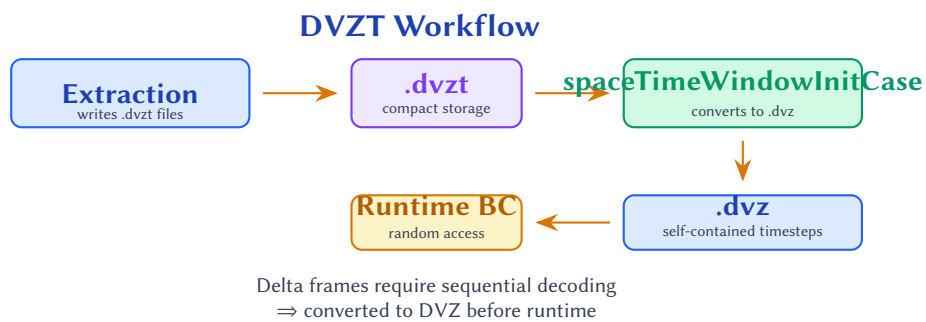 DVZT Workflow
Extraction
writes .dvzt files
.dvzt
compact storage
spaceTimeWindowInitCase
converts to .dvz
.dvz
self-contained timesteps
Runtime BC
random access
Delta frames require sequential decoding
⇒ converted to DVZ before runtime